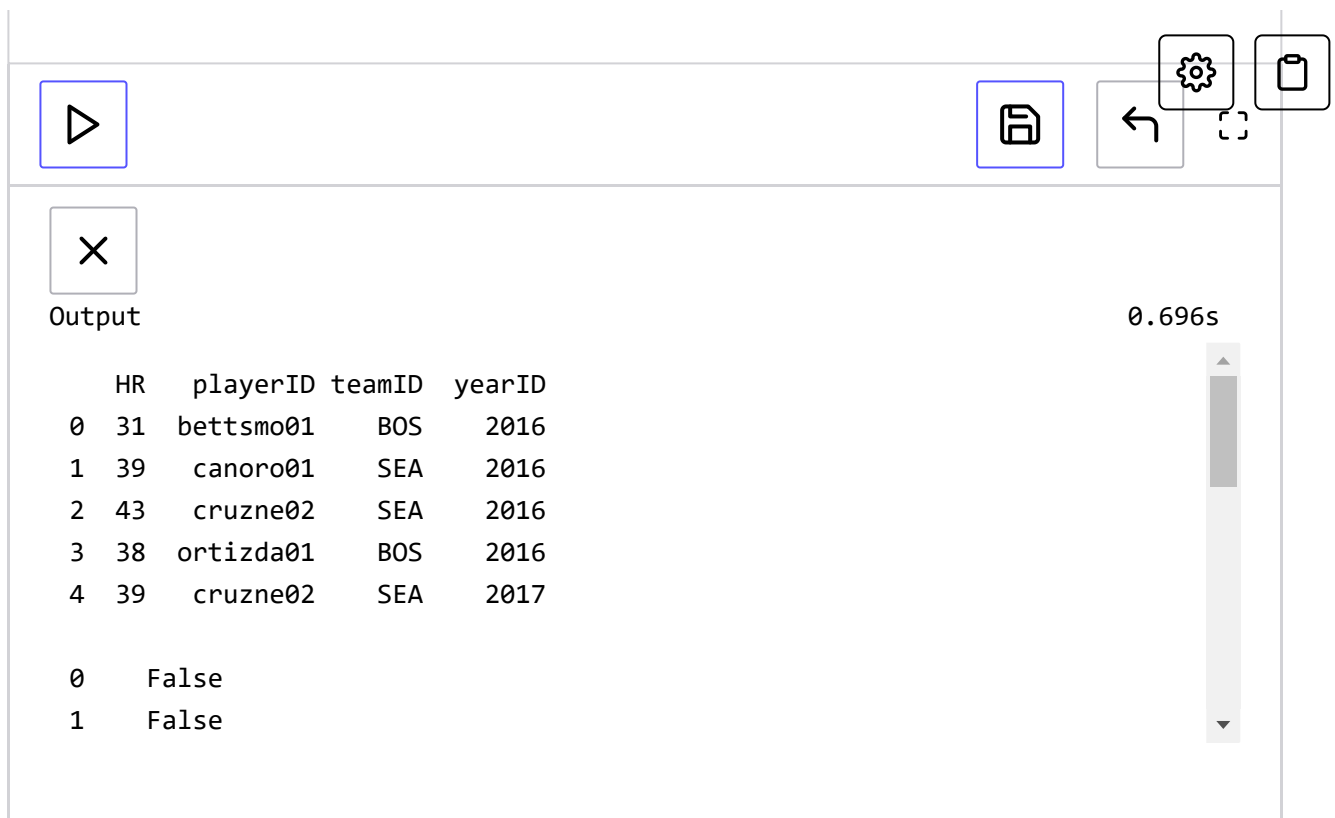 Output 0.696s
HR playerID teamID yearID
0 31 bettsmo01 BOS 2016
1 39 canoro01 SEA 2016
2 43 cruzne02 SEA 2016
3 38 ortizda01 BOS 2016
4 39 cruzne02 SEA 2017
0 False
1 False